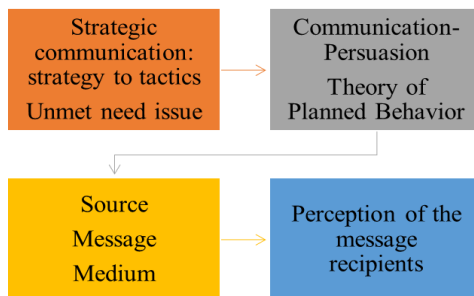 Strategic
communication:
strategy to tactics
Unmet need issue
Communication-
Persuasion
Theory of
Planned Behavior
Source
Message
Medium
Perception of the
message
recipients